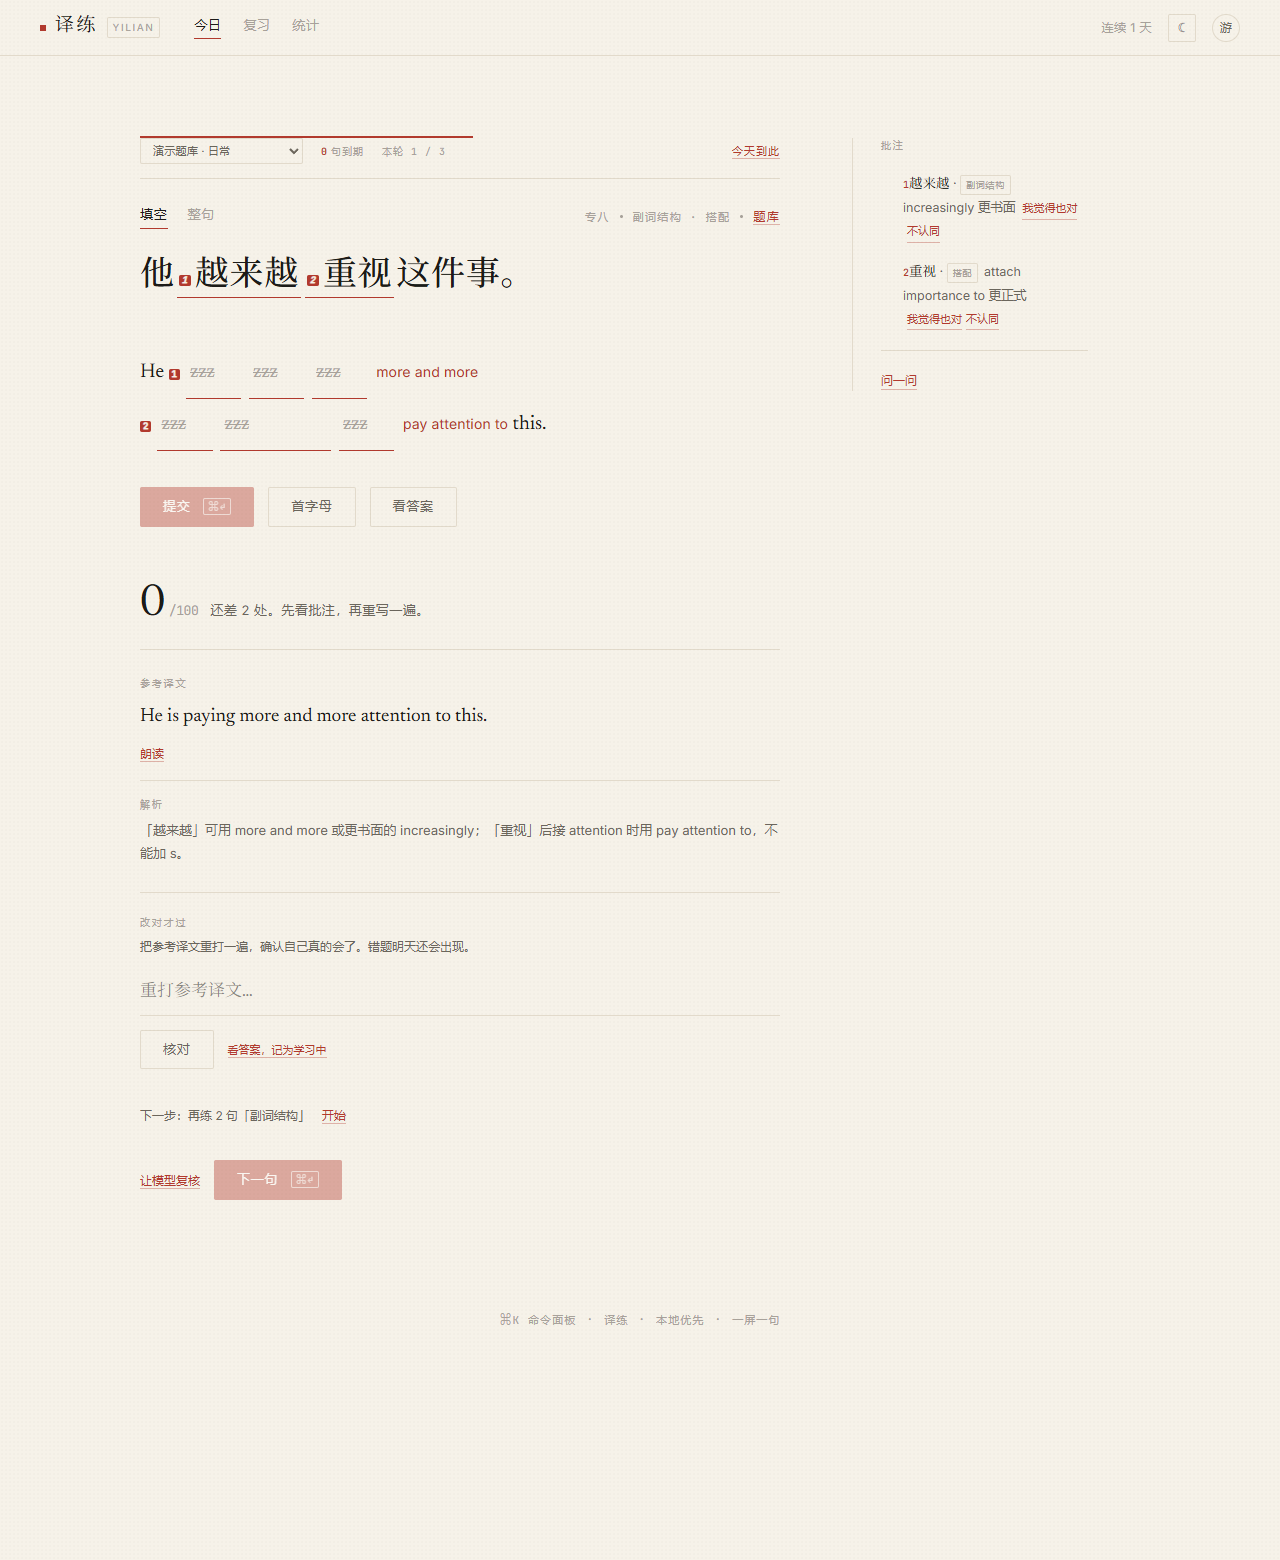 译练 YILIAN 今日 复习 统计 连续 1 天 ☾ 游
演示题库 · 日常 0 句到期 本轮 1 / 3 今天到此
填空 整句 专八 • 副词结构 · 搭配 • 题库
他 1 越来越 2 重视 这件事。
He 1 zzz zzz zzz more and more
2 zzz zzz zzz pay attention to this.
提交 ⌘⏎ 首字母 看答案
0 /100 还差 2 处。先看批注，再重写一遍。
参考译文
He is paying more and more attention to this.
朗读
解析
「越来越」可用 more and more 或更书面的 increasingly；「重视」后接 attention 时用 pay attention to，不
能加 s。
改对才过
把参考译文重打一遍，确认自己真的会了。错题明天还会出现。
重打参考译文…
核对 看答案，记为学习中
下一步：再练 2 句「副词结构」 开始
让模型复核 下一句 ⌘⏎
批注
1越来越 · 副词结构
increasingly 更书面 我觉得也对
不认同
2重视 · 搭配 attach
importance to 更正式
我觉得也对 不认同
问一问
⌘K 命令面板 · 译练 · 本地优先 · 一屏一句